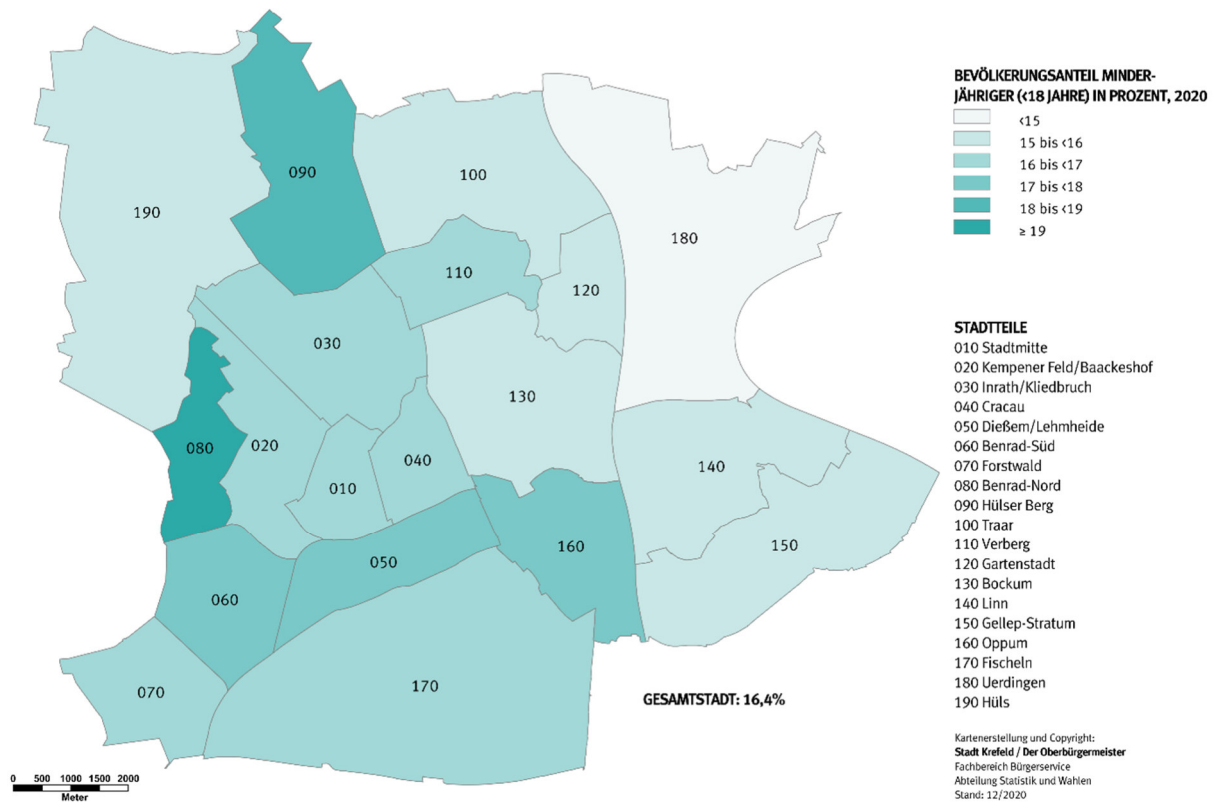 BEVÖLKERUNGSANTEIL MINDER-
JÄHRIGER (<18 JAHRE) IN PROZENT, 2020
<15
15 bis <16
16 bis <17
17 bis <18
18 bis <19
≥ 19
090
100
190
180
110
120
030
130
080
020
040
140
010
150
160
050
060
170
070
GESAMTSTADT: 16,4%
STADTTEILE
010 Stadtmitte
020 Kempener Feld/Baackeshof
030 Inrath/Kliedbruch
040 Cracau
050 Dießem/Lehmheide
060 Benrad-Süd
070 Forstwald
080 Benrad-Nord
090 Hülser Berg
100 Traar
110 Verberg
120 Gartenstadt
130 Bockum
140 Linn
150 Gellep-Stratum
160 Oppum
170 Fischeln
180 Uerdingen
190 Hüls
Kartenerstellung und Copyright:
Stadt Krefeld / Der Oberbürgermeister
Fachbereich Bürgerservice
Abteilung Statistik und Wahlen
Stand: 12/2020
0 500 1000 1500 2000
Meter